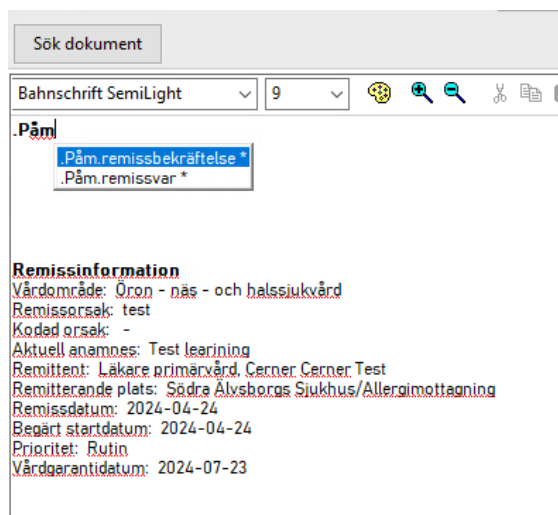 Sök dokument
Bahnschrift SemiLight 9
.Påm
.Påm.remissbekräftelse *
.Påm.remissvar *
Remissinformation
Vårdområde: Öron - näs - och halssjukvård
Remissorsak: test
Kodad orsak: -
Aktuell anamnes: Test learining
Remittent: Läkare primärvård, Cerner Cerner Test
Remitterande plats: Södra Älvsborgs Sjukhus/Allergimottagning
Remissdatum: 2024-04-24
Begärt startdatum: 2024-04-24
Prioritet: Rutin
Vårdgarantidatum: 2024-07-23